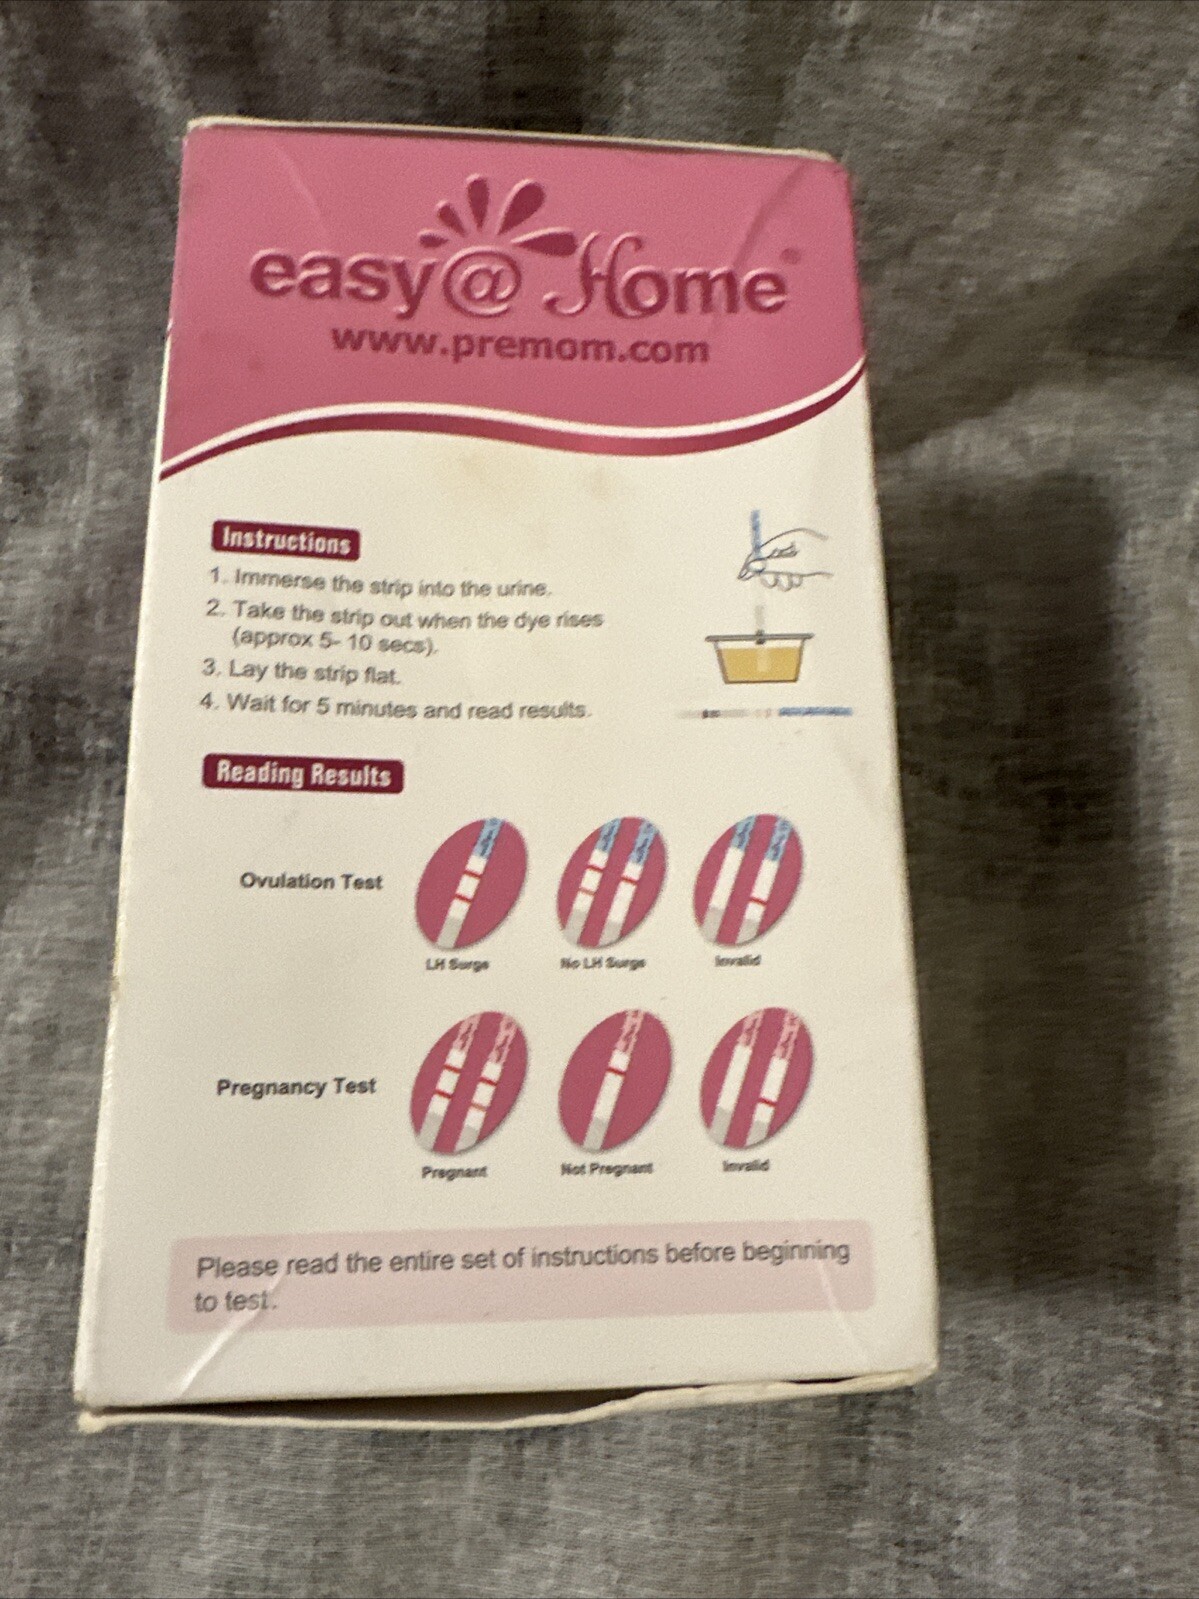 easy@Home®
www.premom.com
Instructions
1. Immerse the strip into the urine.
2. Take the strip out when the dye rises
(approx 5- 10 secs).
3. Lay the strip flat.
4. Wait for 5 minutes and read results.
Reading Results
Ovulation Test
LH Surge No LH Surge Invalid
Pregnancy Test
Pregnant Not Pregnant Invalid
Please read the entire set of instructions before beginning
to test.